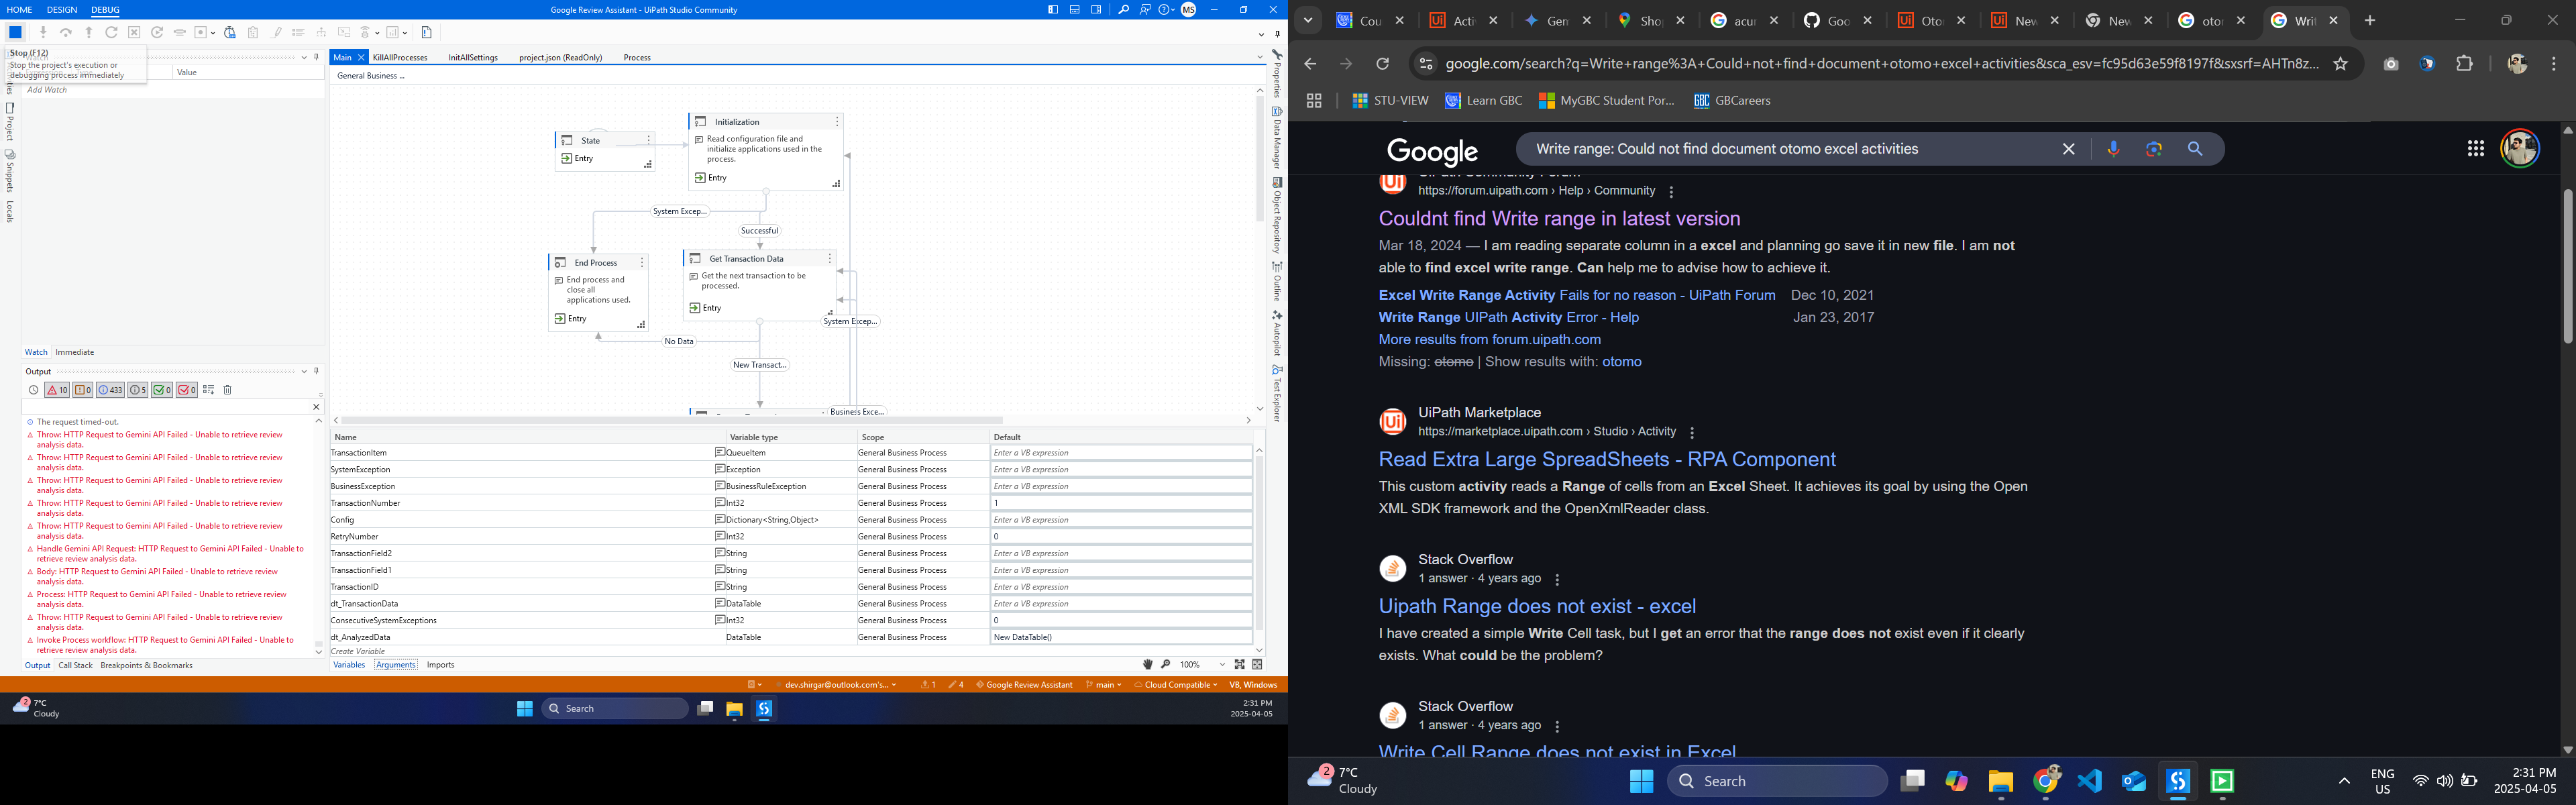 HOME DESIGN DEBUG
Google Review Assistant - UiPath Studio Community
MS
Stop (F12)
Stop the project's execution or
debugging process immediately
Value
Add Watch
Project
Snippets
Locals
Watch Immediate
Output
10 0 433 5 0 0
The request timed-out.
Throw: HTTP Request to Gemini API Failed - Unable to retrieve review
analysis data.
Throw: HTTP Request to Gemini API Failed - Unable to retrieve review
analysis data.
Throw: HTTP Request to Gemini API Failed - Unable to retrieve review
analysis data.
Throw: HTTP Request to Gemini API Failed - Unable to retrieve review
analysis data.
Throw: HTTP Request to Gemini API Failed - Unable to retrieve review
analysis data.
Handle Gemini API Request: HTTP Request to Gemini API Failed - Unable to
retrieve review analysis data.
Body: HTTP Request to Gemini API Failed - Unable to retrieve review
analysis data.
Process: HTTP Request to Gemini API Failed - Unable to retrieve review
analysis data.
Throw: HTTP Request to Gemini API Failed - Unable to retrieve review
analysis data.
Invoke Process workflow: HTTP Request to Gemini API Failed - Unable to
retrieve review analysis data.
Output Call Stack Breakpoints & Bookmarks
Main KillAllProcesses InitAllSettings project.json (ReadOnly) Process
General Business ...
State
Entry
Initialization
Read configuration file and
initialize applications used in the
process.
Entry
System Excep...
Successful
End Process
End process and
close all
applications used.
Entry
Get Transaction Data
Get the next transaction to be
processed.
Entry
System Excep...
No Data
New Transact...
Business Exce...
Name Variable type Scope Default
TransactionItem QueueItem General Business Process Enter a VB expression
SystemException Exception General Business Process Enter a VB expression
BusinessException BusinessRuleException General Business Process Enter a VB expression
TransactionNumber Int32 General Business Process 1
Config Dictionary<String,Object> General Business Process Enter a VB expression
RetryNumber Int32 General Business Process 0
TransactionField2 String General Business Process Enter a VB expression
TransactionField1 String General Business Process Enter a VB expression
TransactionID String General Business Process Enter a VB expression
dt_TransactionData DataTable General Business Process Enter a VB expression
ConsecutiveSystemExceptions Int32 General Business Process 0
dt_AnalyzedData DataTable General Business Process New DataTable()
Create Variable
Variables Arguments Imports
100%
Properties
Data Manager
Object Repository
Outline
Autopilot
Test Explorer
dev.shirgar@outlook.com's... 1 4 Google Review Assistant main Cloud Compatible VB, Windows
2
7°C
Cloudy
Search
2:31 PM
2025-04-05
Cou Acti Gem Shop acur Goo Otor New New otor Writ
google.com/search?q=Write+range%3A+Could+not+find+document+otomo+excel+activities&sca_esv=fc95d63e59f8197f&sxsrf=AHTn8z...
STU-VIEW Learn GBC MyGBC Student Por... GBCareers
Google
Write range: Could not find document otomo excel activities
UiPath Community Forum
https://forum.uipath.com › Help › Community
Couldnt find Write range in latest version
Mar 18, 2024 — I am reading separate column in a excel and planning go save it in new file. I am not
able to find excel write range. Can help me to advise how to achieve it.
Excel Write Range Activity Fails for no reason - UiPath Forum Dec 10, 2021
Write Range UIPath Activity Error - Help Jan 23, 2017
More results from forum.uipath.com
Missing: otomo | Show results with: otomo
UiPath Marketplace
https://marketplace.uipath.com › Studio › Activity
Read Extra Large SpreadSheets - RPA Component
This custom activity reads a Range of cells from an Excel Sheet. It achieves its goal by using the Open
XML SDK framework and the OpenXmlReader class.
Stack Overflow
1 answer · 4 years ago
Uipath Range does not exist - excel
I have created a simple Write Cell task, but I get an error that the range does not exist even if it clearly
exists. What could be the problem?
Stack Overflow
1 answer · 4 years ago
Write Cell Range does not exist in Excel
2
7°C
Cloudy
Search
ENG
US
2:31 PM
2025-04-05